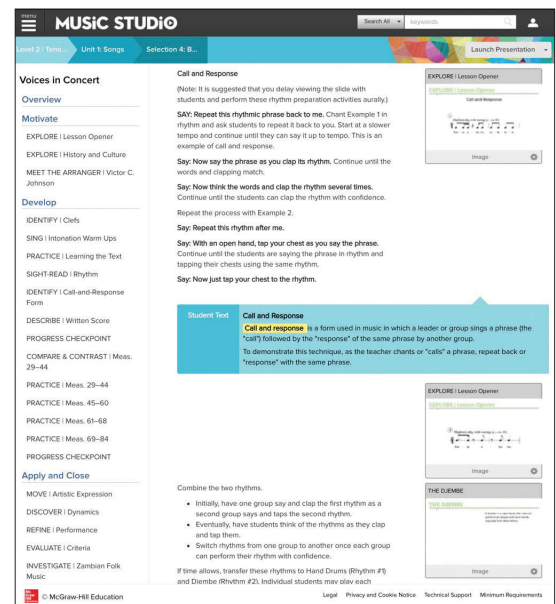 menu
MUSiC STUDiO
Search All
keywords
Level 2 | Teno...
Unit 1: Songs
Selection 4: B...
Launch Presentation
Voices in Concert
Overview
Motivate
EXPLORE | Lesson Opener
EXPLORE | History and Culture
MEET THE ARRANGER | Victor C.
Johnson
Develop
IDENTIFY | Clefs
SING | Intonation Warm Ups
PRACTICE | Learning the Text
SIGHT-READ | Rhythm
IDENTIFY | Call-and-Response
Form
DESCRIBE | Written Score
PROGRESS CHECKPOINT
COMPARE & CONTRAST | Meas.
29–44
PRACTICE | Meas. 29–44
PRACTICE | Meas. 45–60
PRACTICE | Meas. 61–68
PRACTICE | Meas. 69–84
PROGRESS CHECKPOINT
Apply and Close
MOVE | Artistic Expression
DISCOVER | Dynamics
REFINE | Performance
EVALUATE | Criteria
INVESTIGATE | Zambian Folk
Music
Call and Response
(Note: It is suggested that you delay viewing the slide with
students and perform these rhythm preparation activities aurally.)
SAY: Repeat this rhythmic phrase back to me. Chant Example 1 in
rhythm and ask students to repeat it back to you. Start at a slower
tempo and continue until they can say it up to tempo. This is an
example of call and response.
Say: Now say the phrase as you clap its rhythm. Continue until the
words and clapping match.
Say: Now think the words and clap the rhythm several times.
Continue until the students can clap the rhythm with confidence.
Repeat the process with Example 2.
Say: Repeat this rhythm after me.
Say: With an open hand, tap your chest as you say the phrase.
Continue until the students are saying the phrase in rhythm and
tapping their chests using the same rhythm.
Say: Now just tap your chest to the rhythm.
EXPLORE | Lesson Opener
EXPLORE | Lesson Opener
Call and Response
Image
Student Text
Call and Response
Call and response is a form used in music in which a leader or group sings a phrase (the
"call") followed by the "response" of the same phrase by another group.
To demonstrate this technique, as the teacher chants or "calls" a phrase, repeat back or
"response" with the same phrase.
EXPLORE | Lesson Opener
EXPLORE | Lesson Opener
Image
Combine the two rhythms.
• Initially, have one group say and clap the first rhythm as a
second group says and taps the second rhythm.
• Eventually, have students think of the rhythms as they clap
and tap them.
• Switch rhythms from one group to another once each group
can perform their rhythm with confidence.
If time allows, transfer these rhythms to Hand Drums (Rhythm #1)
and Djembe (Rhythm #2). Individual students may play each
THE DJEMBE
THE DJEMBE
Image
© McGraw-Hill Education
Legal
Privacy and Cookie Notice
Technical Support
Minimum Requirements